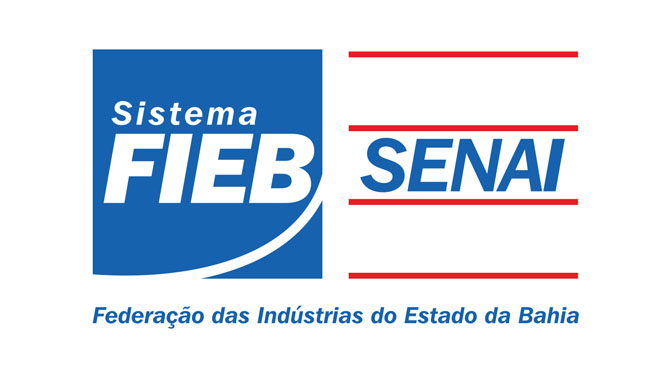 Sistema
FIEB
SENAI
Federação das Indústrias do Estado da Bahia